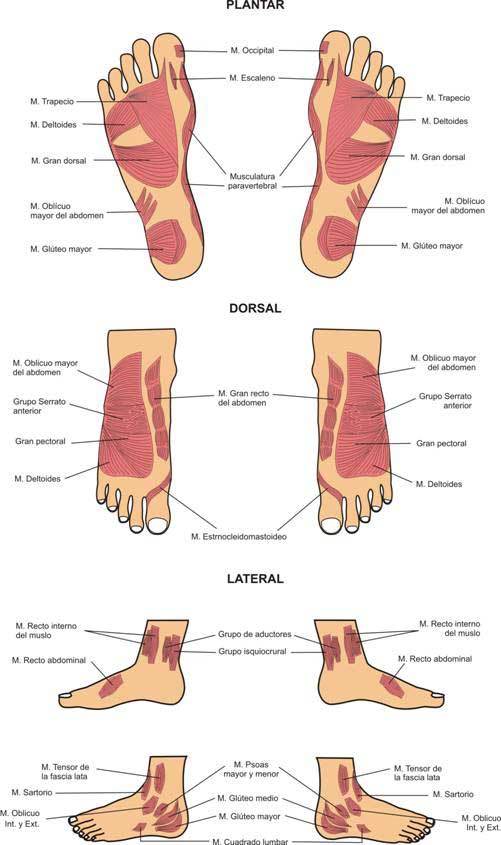 PLANTAR
M. Occipital
M. Escaleno
M. Trapecio
M. Trapecio
M. Deltoides
M. Deltoides
M. Gran dorsal
M. Gran dorsal
Musculatura
paravertebral
M. Oblícuo
mayor del abdomen
M. Oblícuo
mayor del abdomen
M. Glúteo mayor
M. Glúteo mayor
DORSAL
M. Oblicuo mayor
del abdomen
M. Oblicuo mayor
del abdomen
Grupo Serrato
anterior
M. Gran recto
del abdomen
Grupo Serrato
anterior
Gran pectoral
Gran pectoral
M. Deltoides
M. Deltoides
M. Estrnocleidomastoideo
LATERAL
M. Recto interno
del muslo
Grupo de aductores
M. Recto interno
del muslo
Grupo isquiocrural
M. Recto abdominal
M. Recto abdominal
M. Tensor de
la fascia lata
M. Psoas
mayor y menor
M. Tensor de
la fascia lata
M. Sartorio
M. Glúteo medio
M. Sartorio
M. Oblicuo
Int. y Ext.
M. Glúteo mayor
M. Oblicuo
Int. y Ext.
M. Cuadrado lumbar